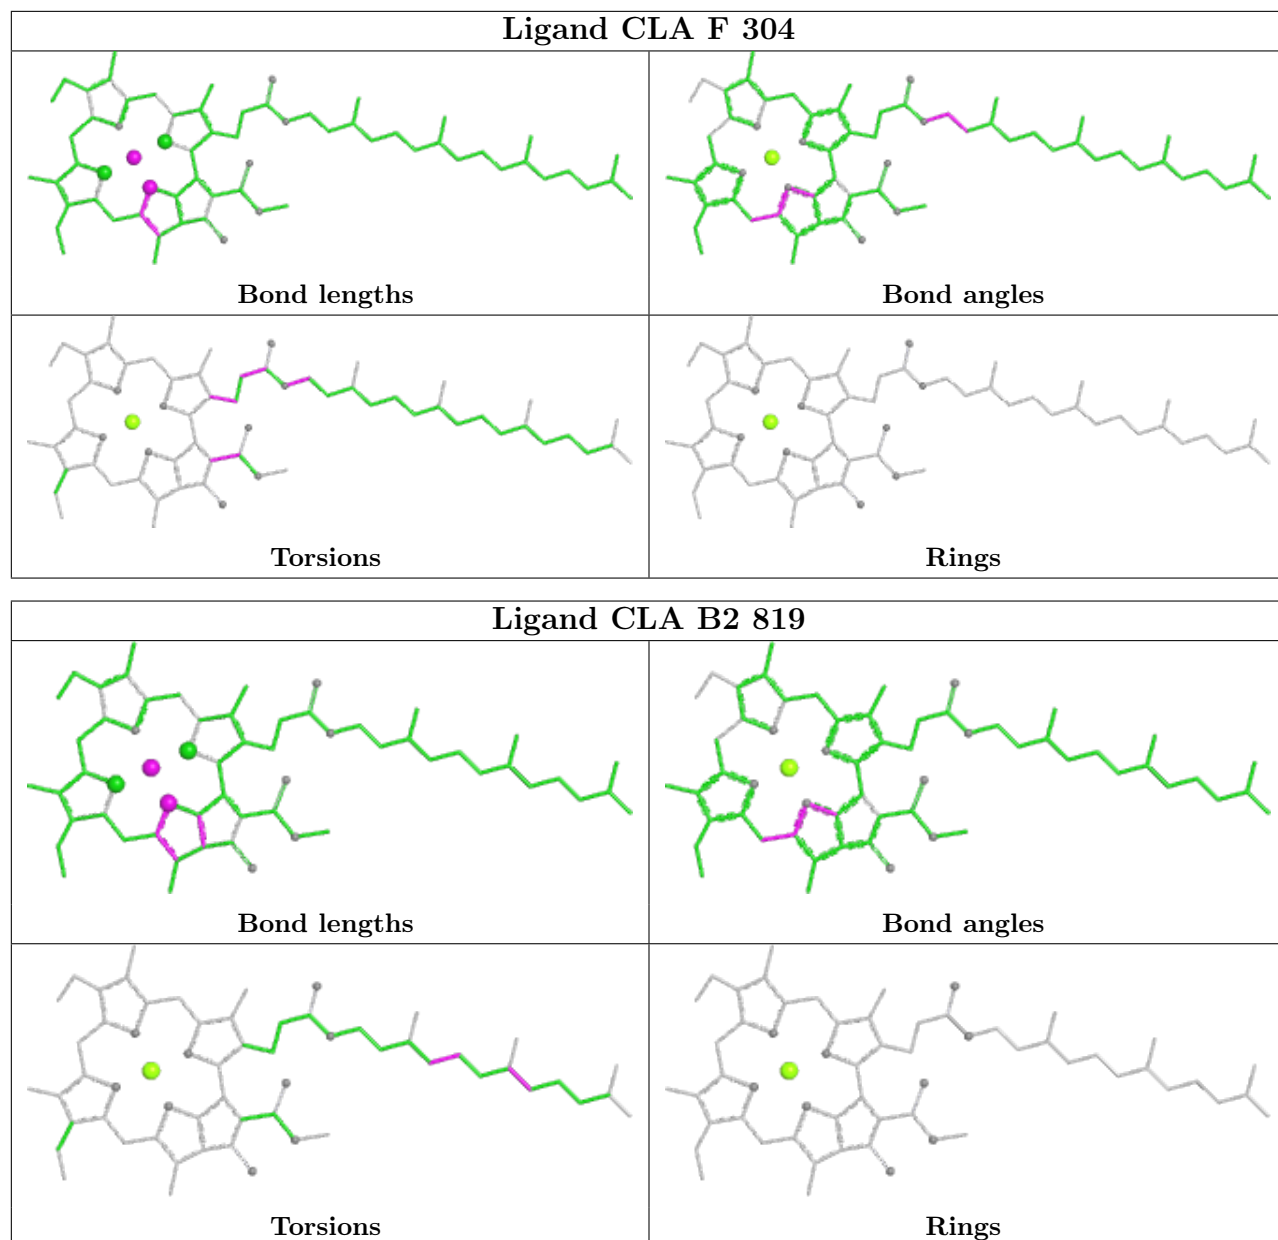 Ligand CLA F 304
Bond lengths
Bond angles
Torsions
Rings
Ligand CLA B2 819
Bond lengths
Bond angles
Torsions
Rings